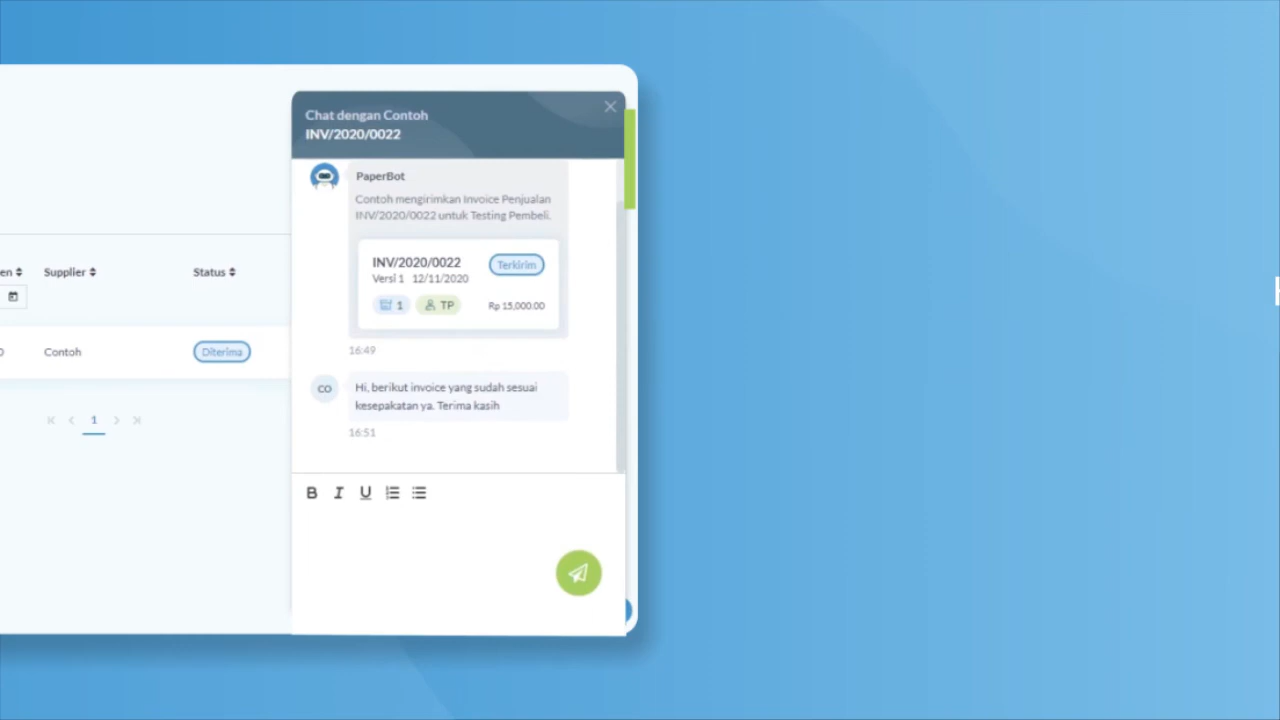 Chat dengan Contoh
INV/2020/0022
PaperBot
Contoh mengirimkan Invoice Penjualan
INV/2020/0022 untuk Testing Pembeli.
INV/2020/0022
Terkirim
Versi 1 12/11/2020
1
TP
Rp 15,000.00
16:49
CO
Hi, berikut invoice yang sudah sesuai
kesepakatan ya. Terima kasih
16:51
B I U
en
Supplier
Status
Contoh
Diterima
1